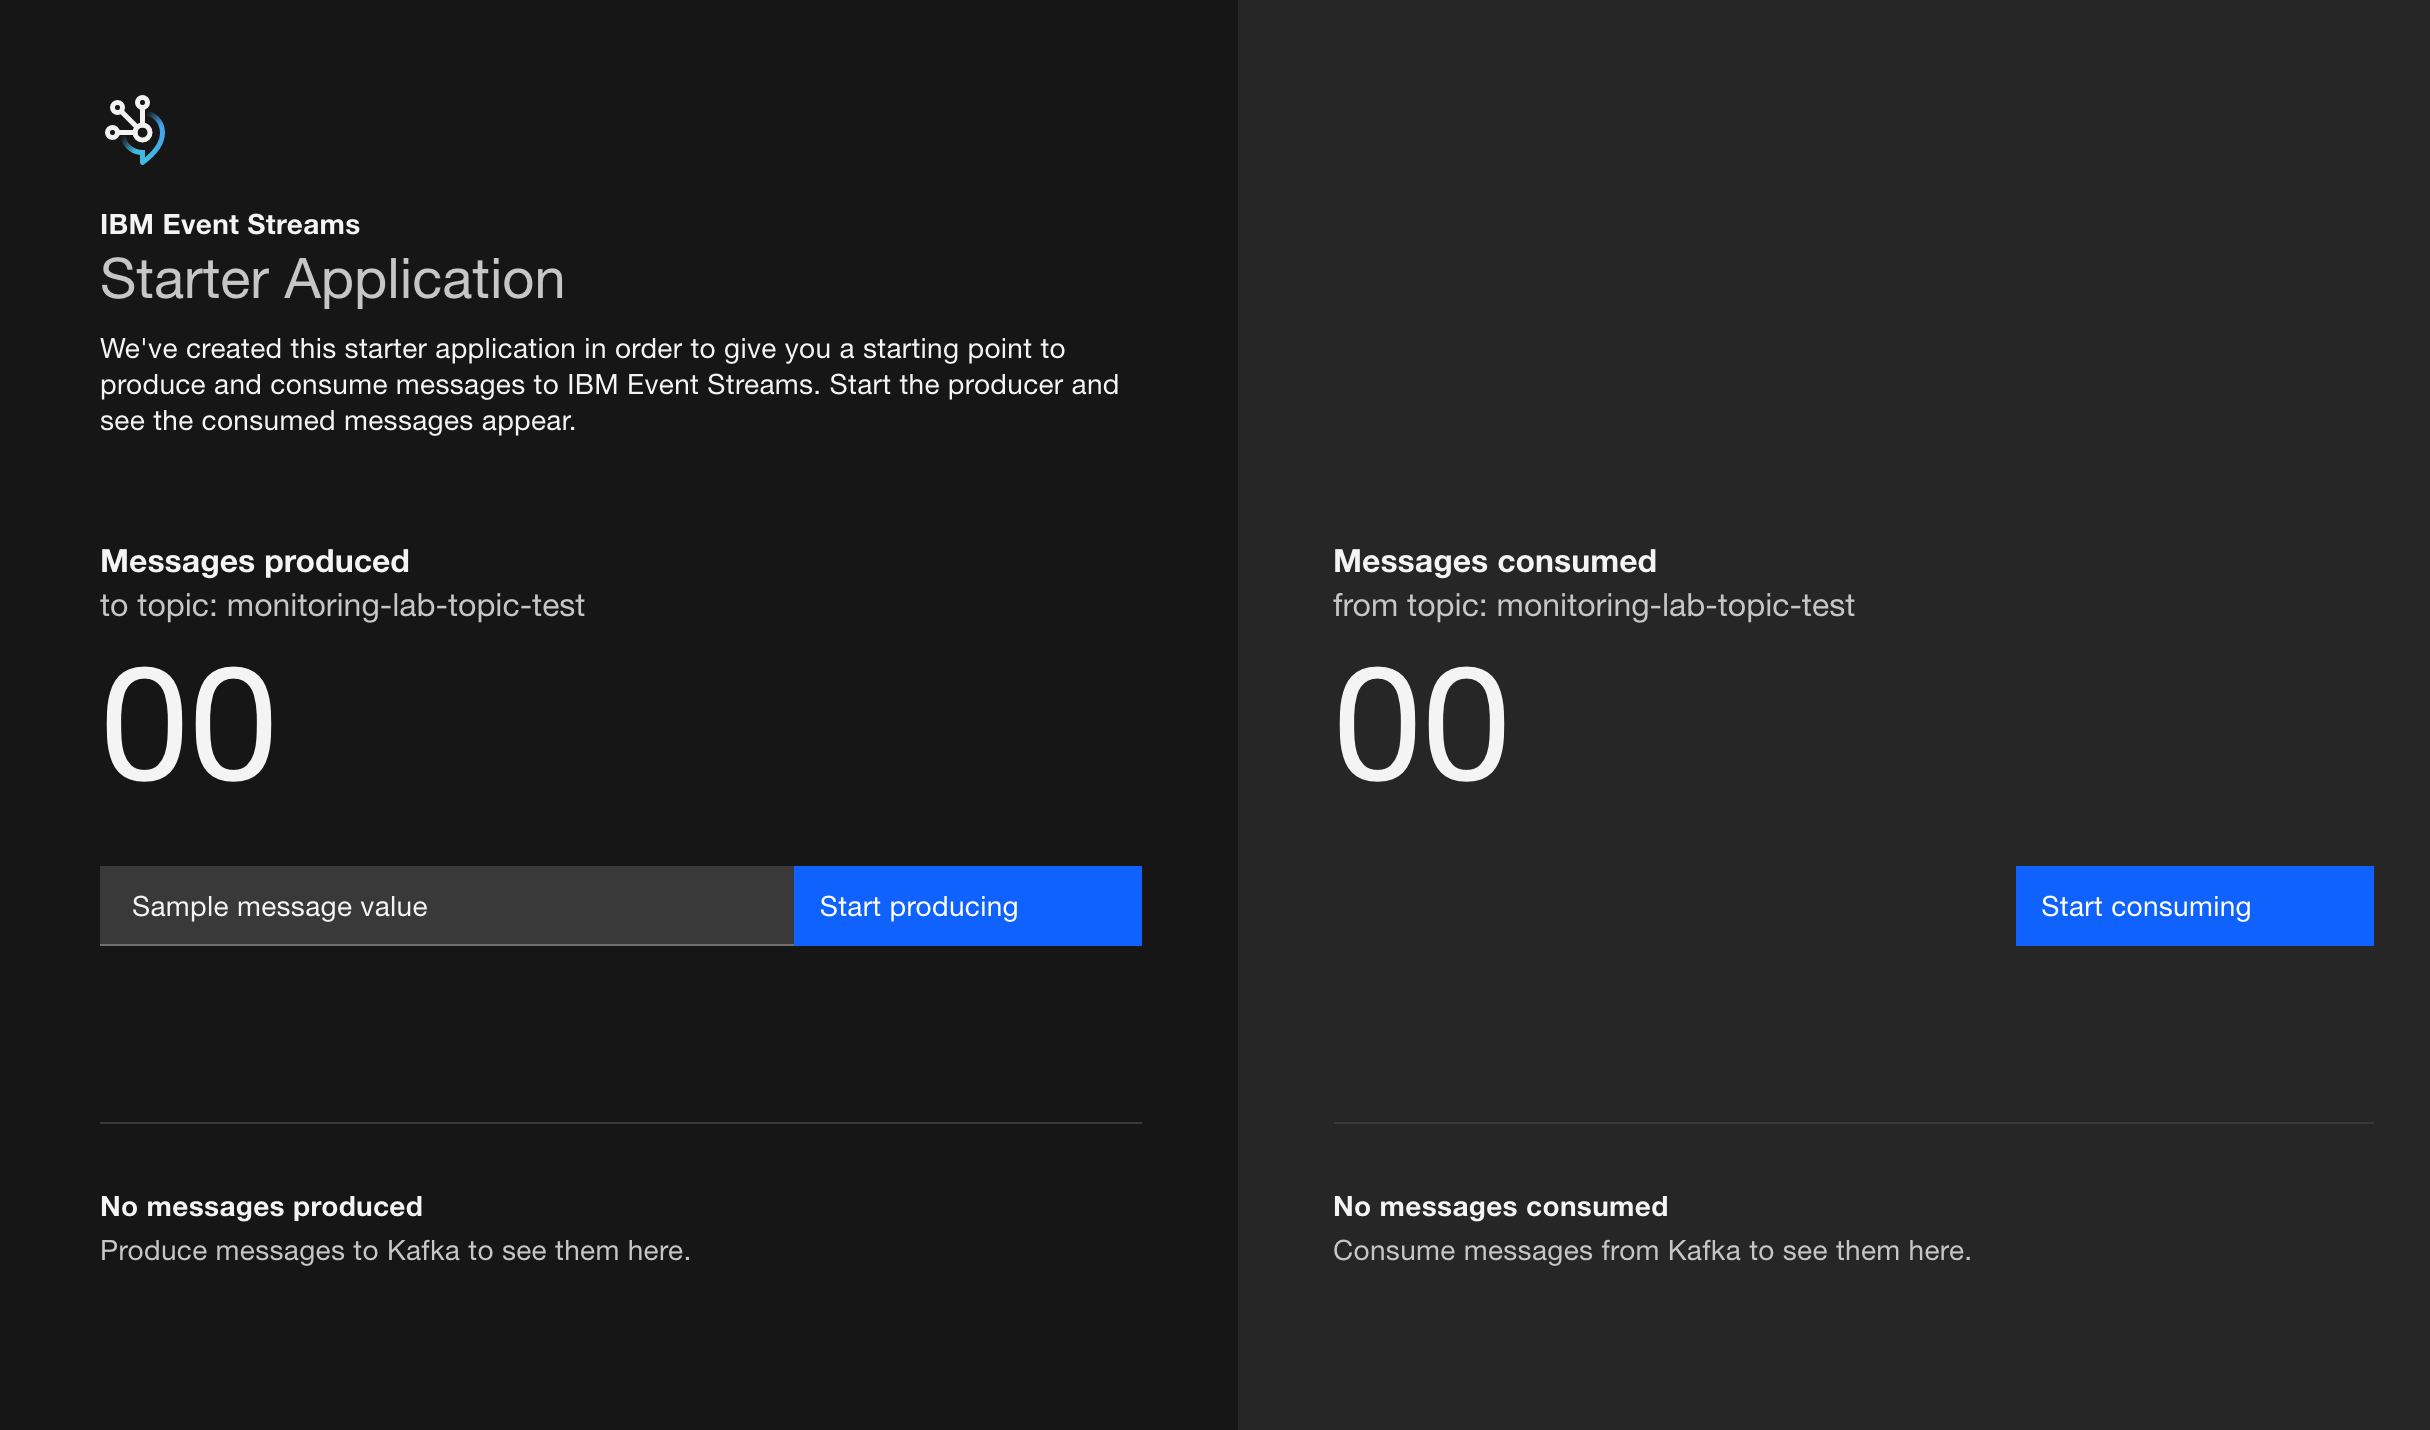 IBM Event Streams
Starter Application
We've created this starter application in order to give you a starting point to
produce and consume messages to IBM Event Streams. Start the producer and
see the consumed messages appear.
Messages produced
to topic: monitoring-lab-topic-test
00
Sample message value
Start producing
No messages produced
Produce messages to Kafka to see them here.
Messages consumed
from topic: monitoring-lab-topic-test
00
Start consuming
No messages consumed
Consume messages from Kafka to see them here.